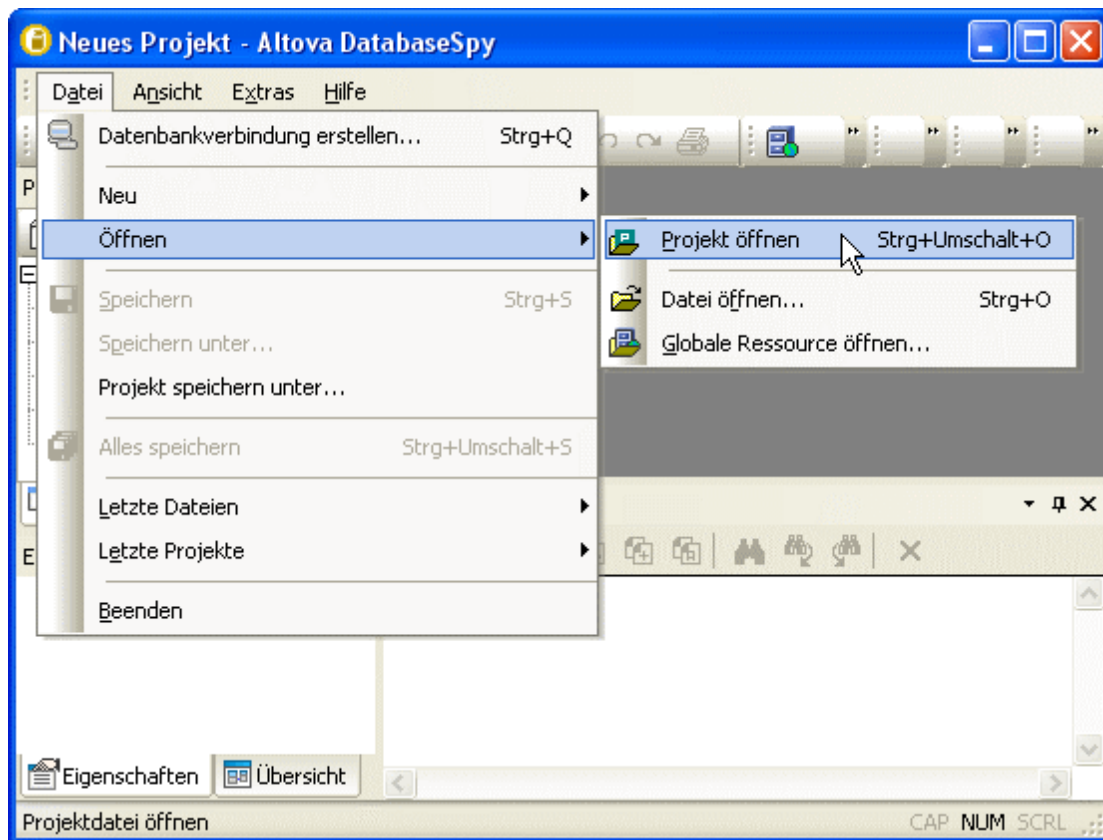 Neues Projekt - Altova DatabaseSpy
Datei Ansicht Extras Hilfe
Datenbankverbindung erstellen... Strg+Q
Neu
Öffnen
Projekt öffnen Strg+Umschalt+O
Datei öffnen... Strg+O
Globale Ressource öffnen...
Speichern Strg+S
Speichern unter...
Projekt speichern unter...
Alles speichern Strg+Umschalt+S
Letzte Dateien
Letzte Projekte
Beenden
Eigenschaften Übersicht
Projektdatei öffnen CAP NUM SCRL